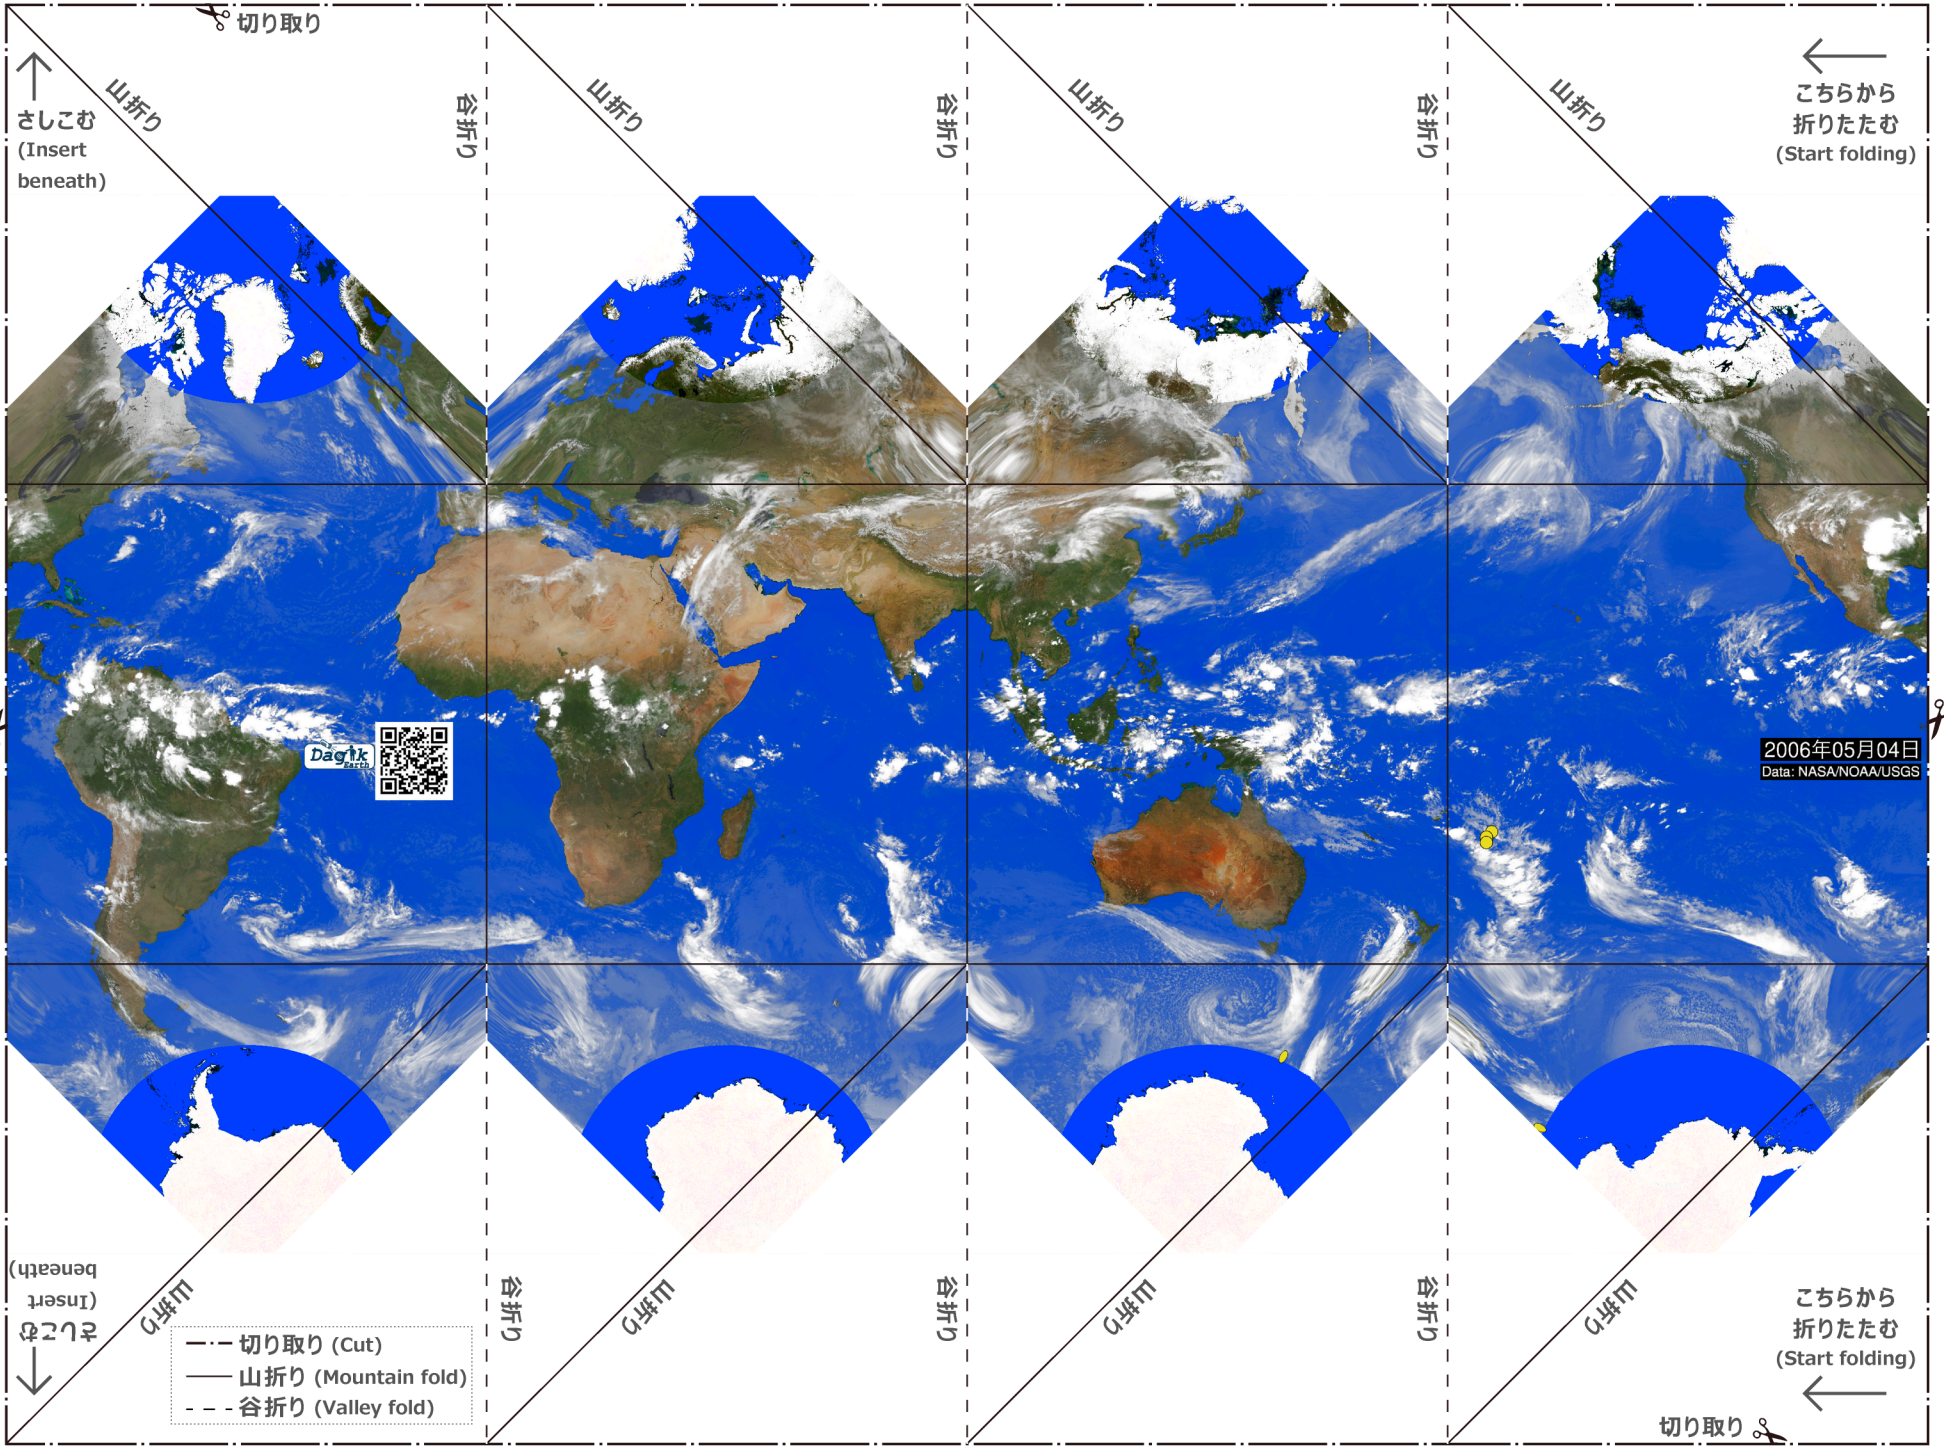 切り取り
山折り
谷折り
山折り
谷折り
山折り
谷折り
山折り
さしこむ
(Insert
beneath)
こちらから
折りたたむ
(Start folding)
Dagik
Earth
2006年05月04日
Data: NASA/NOAA/USGS
さしこむ
(Insert
beneath)
山折り
谷折り
山折り
谷折り
山折り
谷折り
山折り
切り取り (Cut)
山折り (Mountain fold)
谷折り (Valley fold)
こちらから
折りたたむ
(Start folding)
切り取り